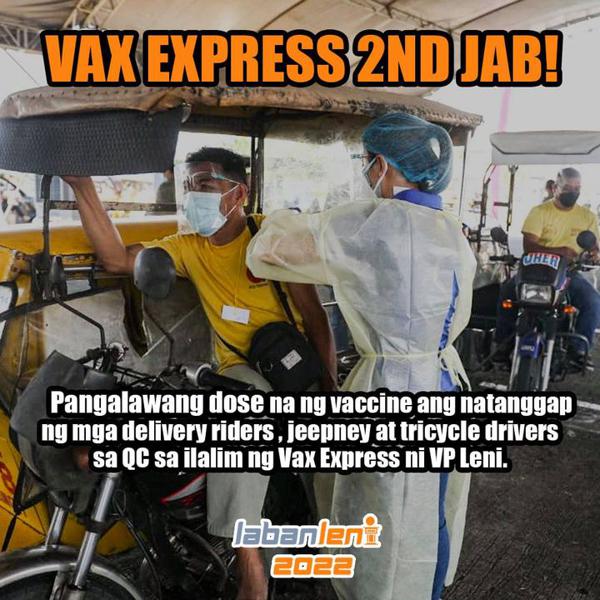 VAX EXPRESS 2ND JAB!
JHER
Pangalawang dose na ng vaccine ang natanggap
ng mga delivery riders , jeepney at tricycle drivers
sa QC sa ilalim ng Vax Express ni VP Leni.
labanleni
2022